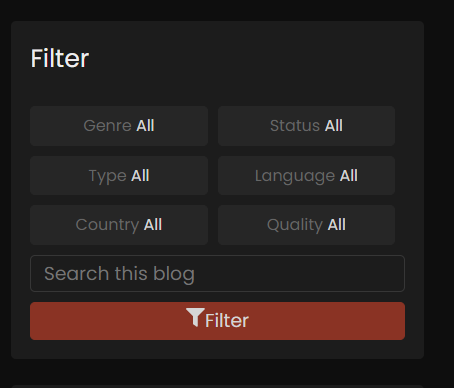 Filter
Genre All Status All
Type All Language All
Country All Quality All
Search this blog
Filter